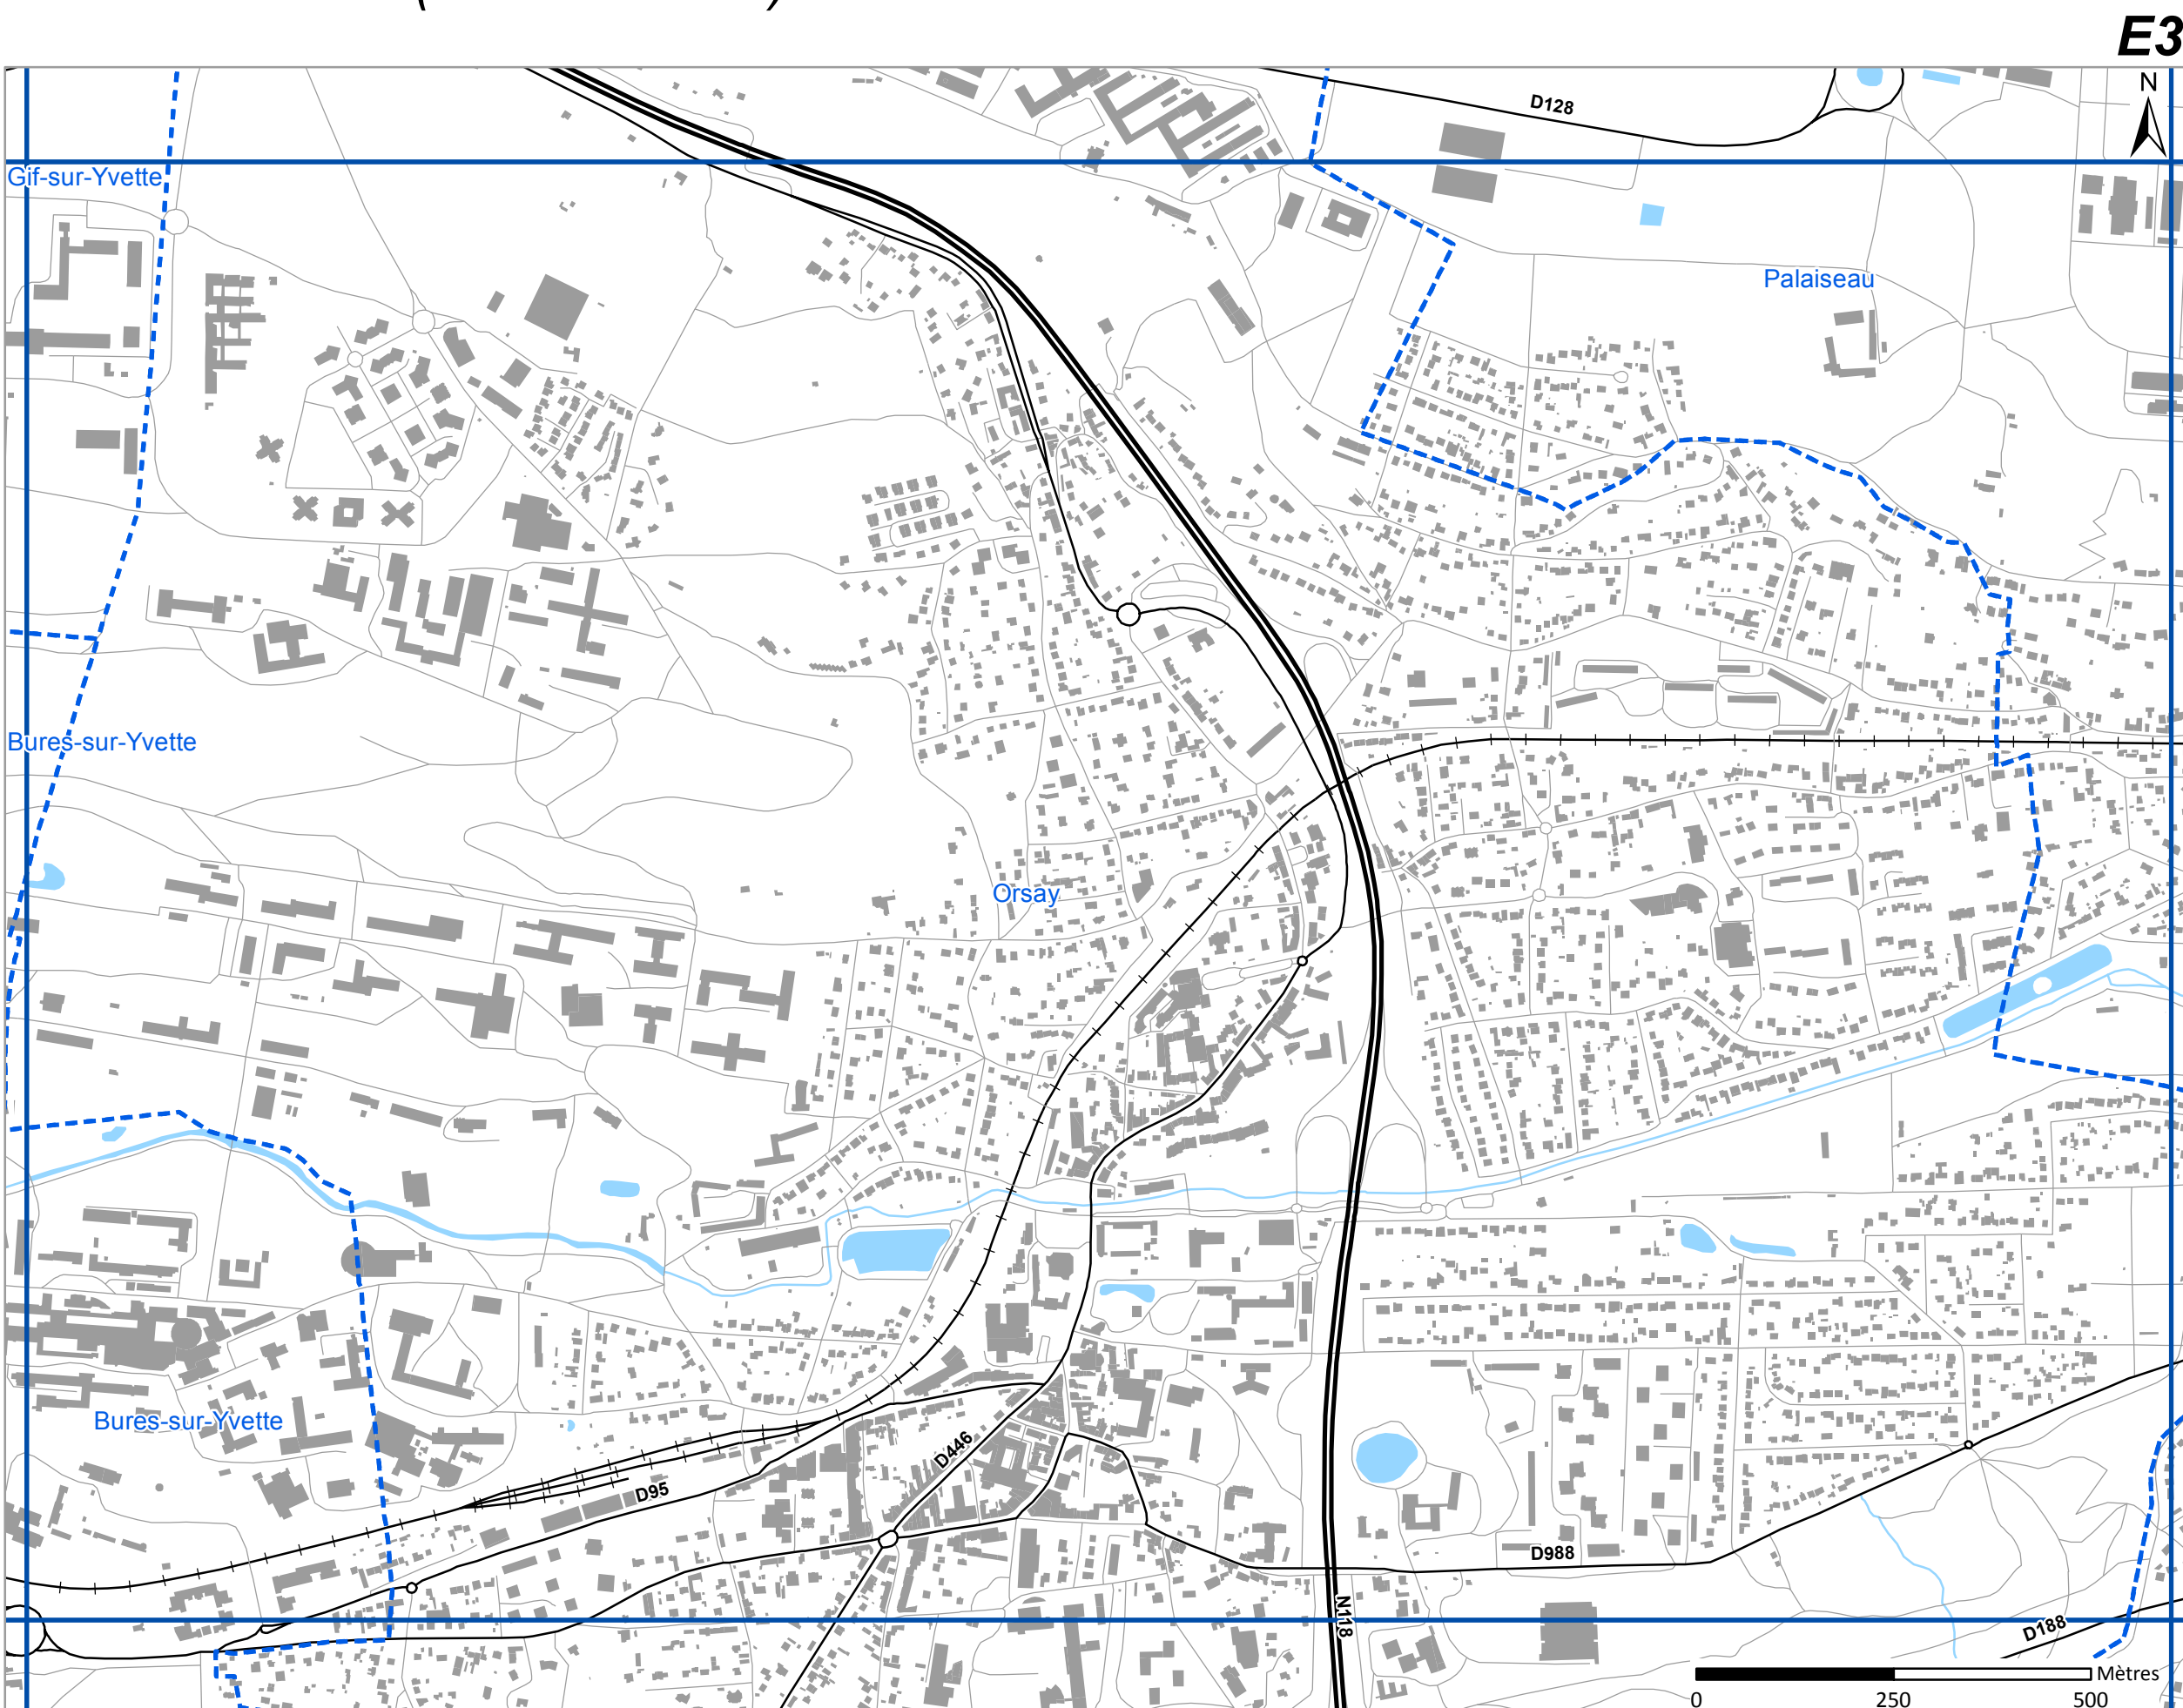 E3
N
D128
Gif-sur-Yvette
Palaiseau
Bures-sur-Yvette
Orsay
Bures-sur-Yvette
D446
D95
D988
N118
D188
Mètres
0 250 500